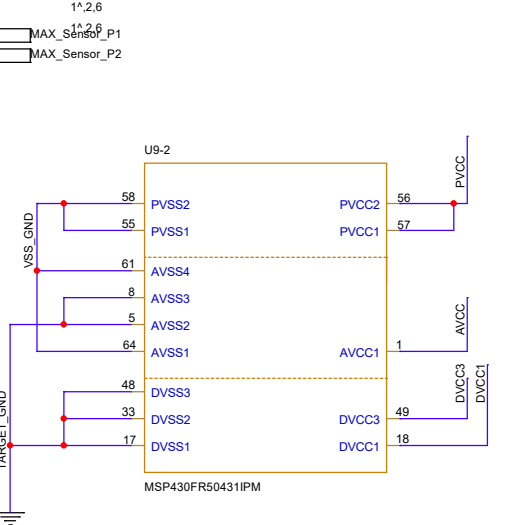 1^,2,6
1^,2,6
MAX_Sensor_P1
MAX_Sensor_P2
U9-2
PVCC
58 PVSS2 PVCC2 56
55 PVSS1 PVCC1 57
VSS_GND
61 AVSS4
8 AVSS3
5 AVSS2
AVCC
64 AVSS1 AVCC1 1
DVCC3
DVCC1
48 DVSS3
33 DVSS2 DVCC3 49
17 DVSS1 DVCC1 18
TARGET_GND
MSP430FR50431IPM